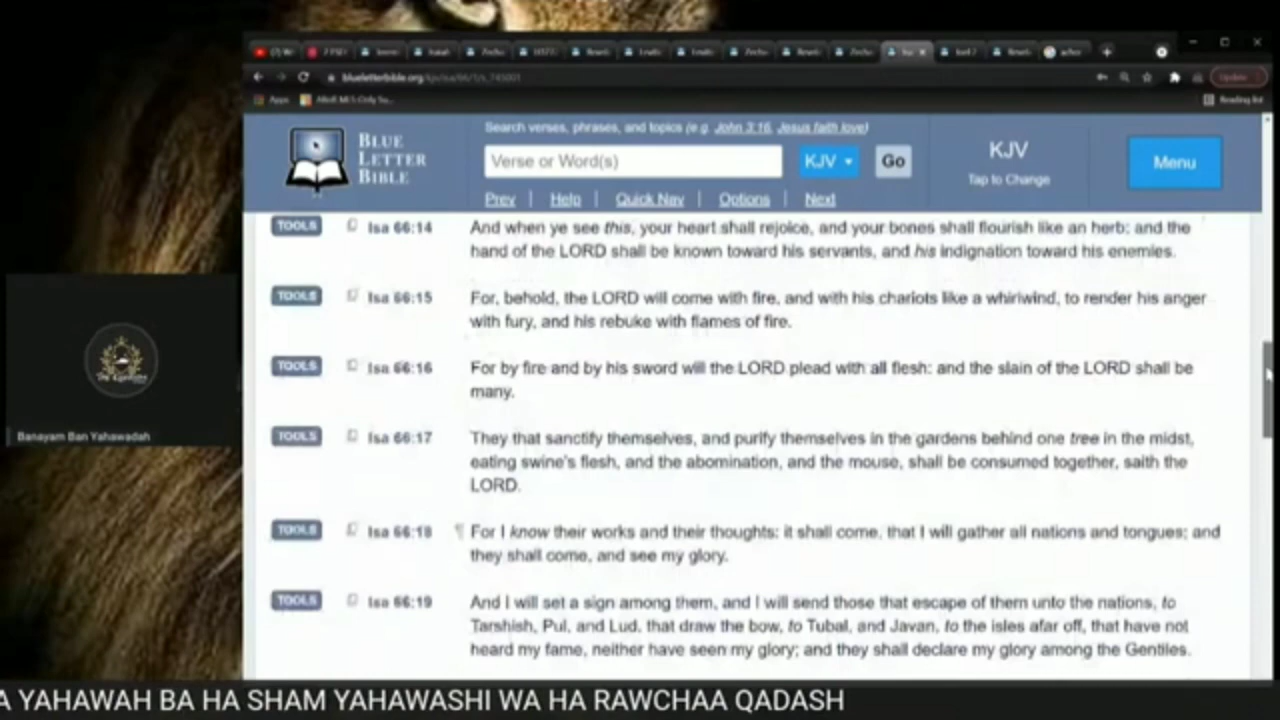 blueletterbible.org/kjv/isa/66/1/s_745001
Update
Apps
Reading list
BLUE
LETTER
BIBLE
Search verses, phrases, and topics (e.g. John 3:16, Jesus faith love)
Verse or Word(s)
KJV
Go
KJV
Tap to Change
Menu
Prev | Help | Quick Nav | Options | Next
TOOLS Isa 66:14 And when ye see this, your heart shall rejoice, and your bones shall flourish like an herb: and the
hand of the LORD shall be known toward his servants, and his indignation toward his enemies.
TOOLS Isa 66:15 For, behold, the LORD will come with fire, and with his chariots like a whirlwind, to render his anger
with fury, and his rebuke with flames of fire.
TOOLS Isa 66:16 For by fire and by his sword will the LORD plead with all flesh: and the slain of the LORD shall be
many.
TOOLS Isa 66:17 They that sanctify themselves, and purify themselves in the gardens behind one tree in the midst,
eating swine's flesh, and the abomination, and the mouse, shall be consumed together, saith the
LORD.
TOOLS Isa 66:18 ¶ For I know their works and their thoughts: it shall come, that I will gather all nations and tongues; and
they shall come, and see my glory.
TOOLS Isa 66:19 And I will set a sign among them, and I will send those that escape of them unto the nations, to
Tarshish, Pul, and Lud, that draw the bow, to Tubal, and Javan, to the isles afar off, that have not
heard my fame, neither have seen my glory; and they shall declare my glory among the Gentiles.
Banayam Ban Yahawadah
A YAHAWAH BA HA SHAM YAHAWASHI WA HA RAWCHAA QADASH